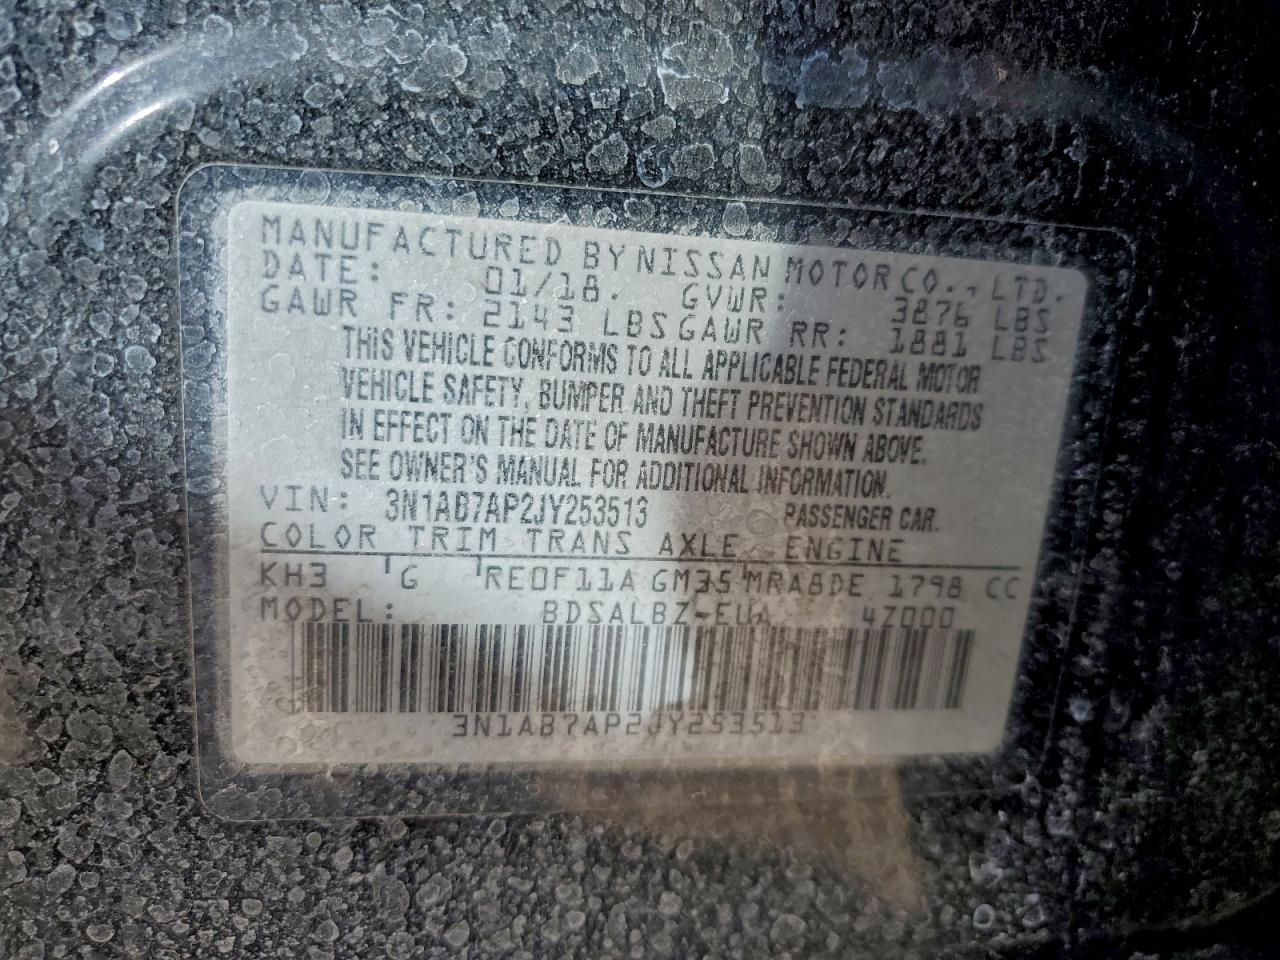 MANUFACTURED BY NISSAN MOTOR CO., LTD.
DATE: 01/18. GVWR: 3876 LBS
GAWR FR: 2143 LBS GAWR RR: 1881 LBS
THIS VEHICLE CONFORMS TO ALL APPLICABLE FEDERAL MOTOR
VEHICLE SAFETY, BUMPER AND THEFT PREVENTION STANDARDS
IN EFFECT ON THE DATE OF MANUFACTURE SHOWN ABOVE.
SEE OWNER'S MANUAL FOR ADDITIONAL INFORMATION.
VIN: 3N1AB7AP2JY253513 PASSENGER CAR.
COLOR TRIM TRANS AXLE ENGINE
KH3 G RE0F11A GM35 MRA8DE 1798 CC
MODEL: BDSALBZ-EUA 4Z000
3N1AB7AP2JY253513